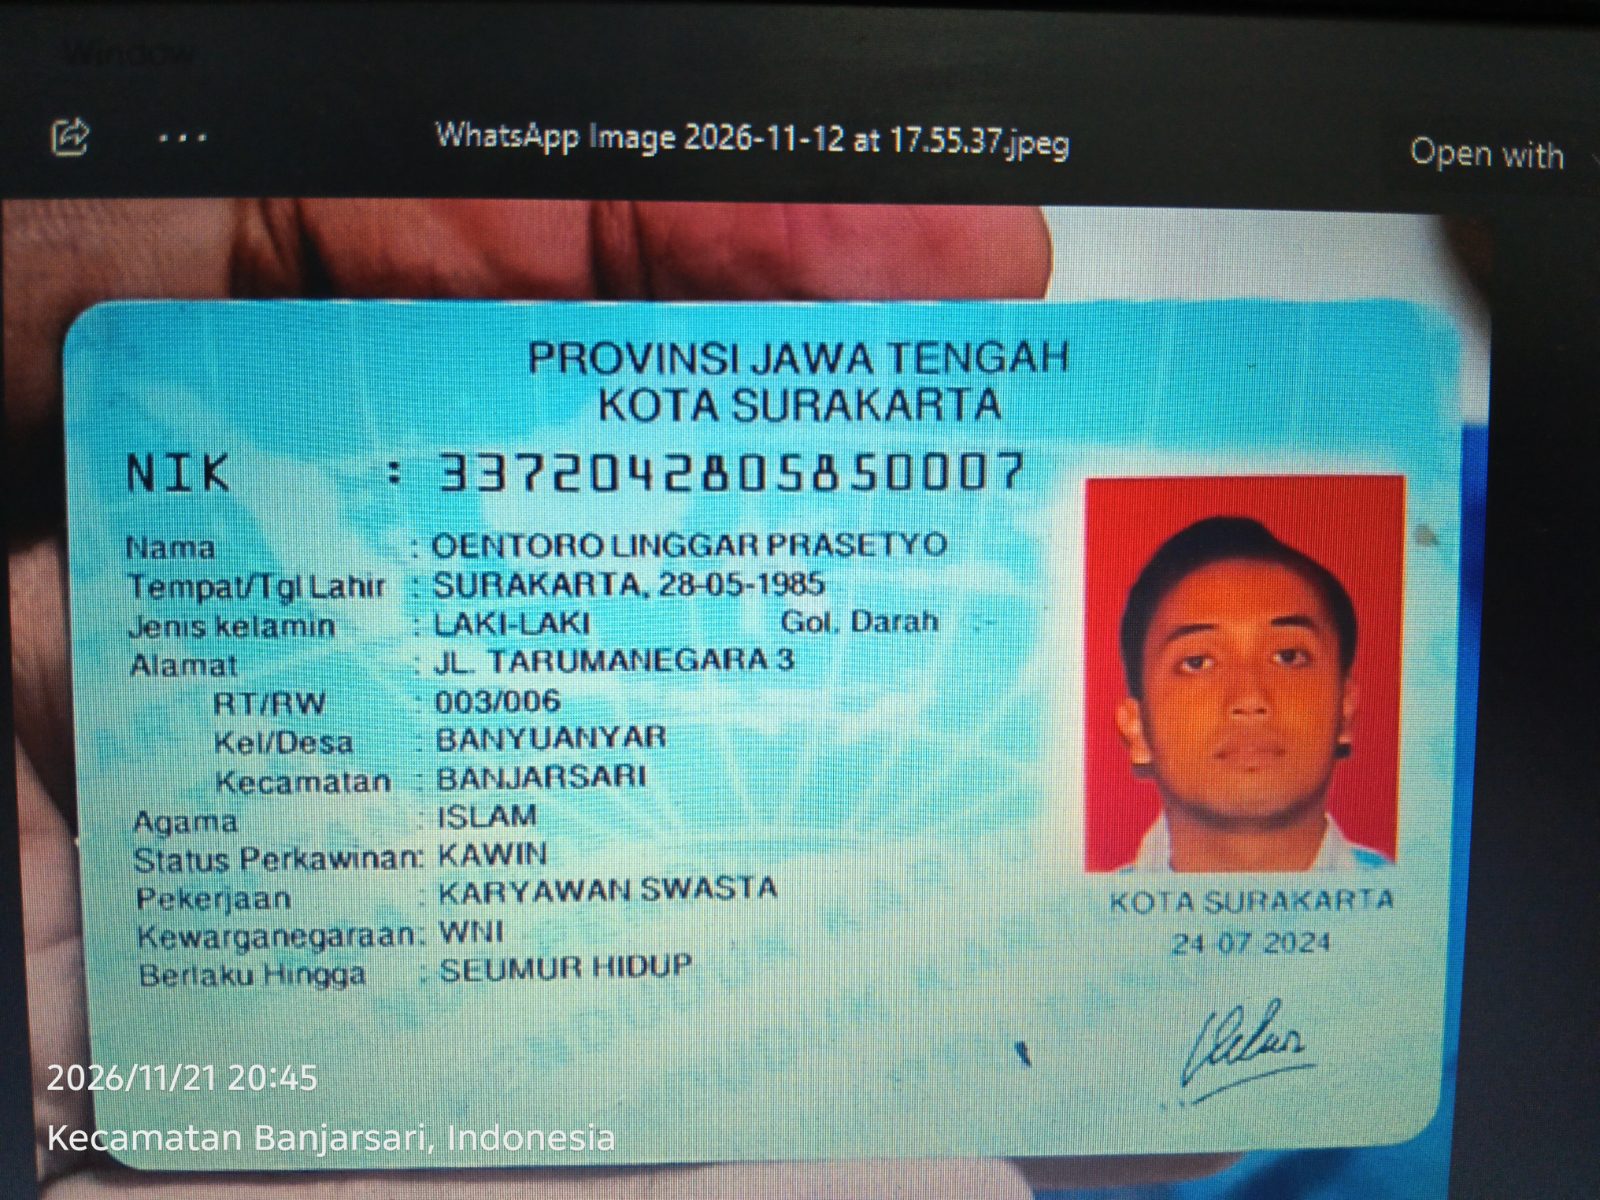 Window
WhatsApp Image 2026-11-12 at 17.55.37.jpeg
Open with
PROVINSI JAWA TENGAH
KOTA SURAKARTA
NIK : 3372042805850007
Nama : OENTORO LINGGAR PRASETYO
Tempat/Tgl Lahir : SURAKARTA, 28-05-1985
Jenis kelamin : LAKI-LAKI Gol. Darah : -
Alamat : JL. TARUMANEGARA 3
RT/RW : 003/006
Kel/Desa : BANYUANYAR
Kecamatan : BANJARSARI
Agama : ISLAM
Status Perkawinan: KAWIN
Pekerjaan : KARYAWAN SWASTA
Kewarganegaraan: WNI
Berlaku Hingga : SEUMUR HIDUP
KOTA SURAKARTA
24-07-2024
2026/11/21 20:45
Kecamatan Banjarsari, Indonesia